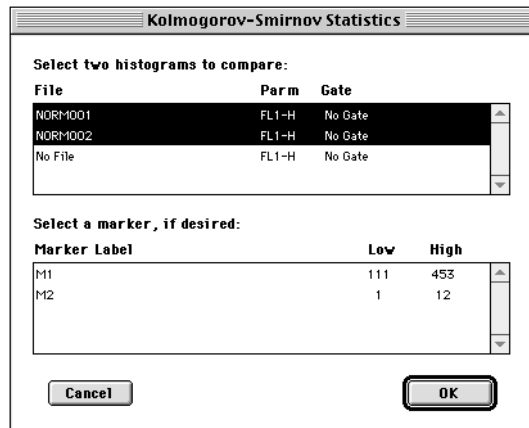 Kolmogorov-Smirnov Statistics
Select two histograms to compare:
File Parm Gate
NORM001 FL1-H No Gate
NORM002 FL1-H No Gate
No File FL1-H No Gate
Select a marker, if desired:
Marker Label Low High
M1 111 453
M2 1 12
Cancel OK